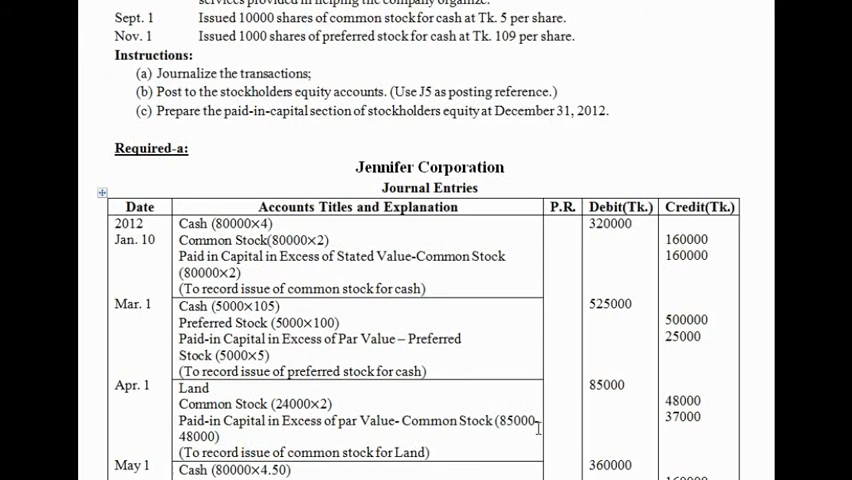 services provided in helping the company organize.
Sept. 1 Issued 10000 shares of common stock for cash at Tk. 5 per share.
Nov. 1 Issued 1000 shares of preferred stock for cash at Tk. 109 per share.
Instructions:
(a) Journalize the transactions;
(b) Post to the stockholders equity accounts. (Use J5 as posting reference.)
(c) Prepare the paid-in-capital section of stockholders equity at December 31, 2012.
Required-a:
Jennifer Corporation
Journal Entries
Date Accounts Titles and Explanation P.R. Debit(Tk.) Credit(Tk.)
2012 Cash (80000×4) 320000
Jan. 10 Common Stock(80000×2) 160000
Paid in Capital in Excess of Stated Value-Common Stock 160000
(80000×2)
(To record issue of common stock for cash)
Mar. 1 Cash (5000×105) 525000
Preferred Stock (5000×100) 500000
Paid-in Capital in Excess of Par Value – Preferred 25000
Stock (5000×5)
(To record issue of preferred stock for cash)
Apr. 1 Land 85000
Common Stock (24000×2) 48000
Paid-in Capital in Excess of par Value- Common Stock (85000- 37000
48000)
(To record issue of common stock for Land)
May 1 Cash (80000×4.50) 360000